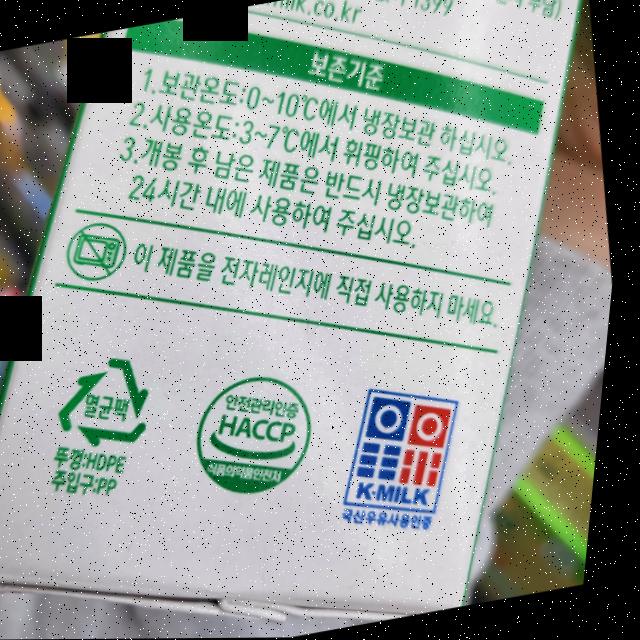 보존기준
1.보관온도:0~10℃에서 냉장보관 하십시오.
2.사용온도:3~7℃에서 휘핑하여 주십시오.
3.개봉 후 남은 제품은 반드시 냉장보관하여
24시간 내에 사용하여 주십시오.
이 제품을 전자레인지에 직접 사용하지 마세요.
멸균팩
뚜껑:HDPE
주입구:PP
안전관리인증
HACCP
식품의약품안전처
K-MILK
국산우유사용인증